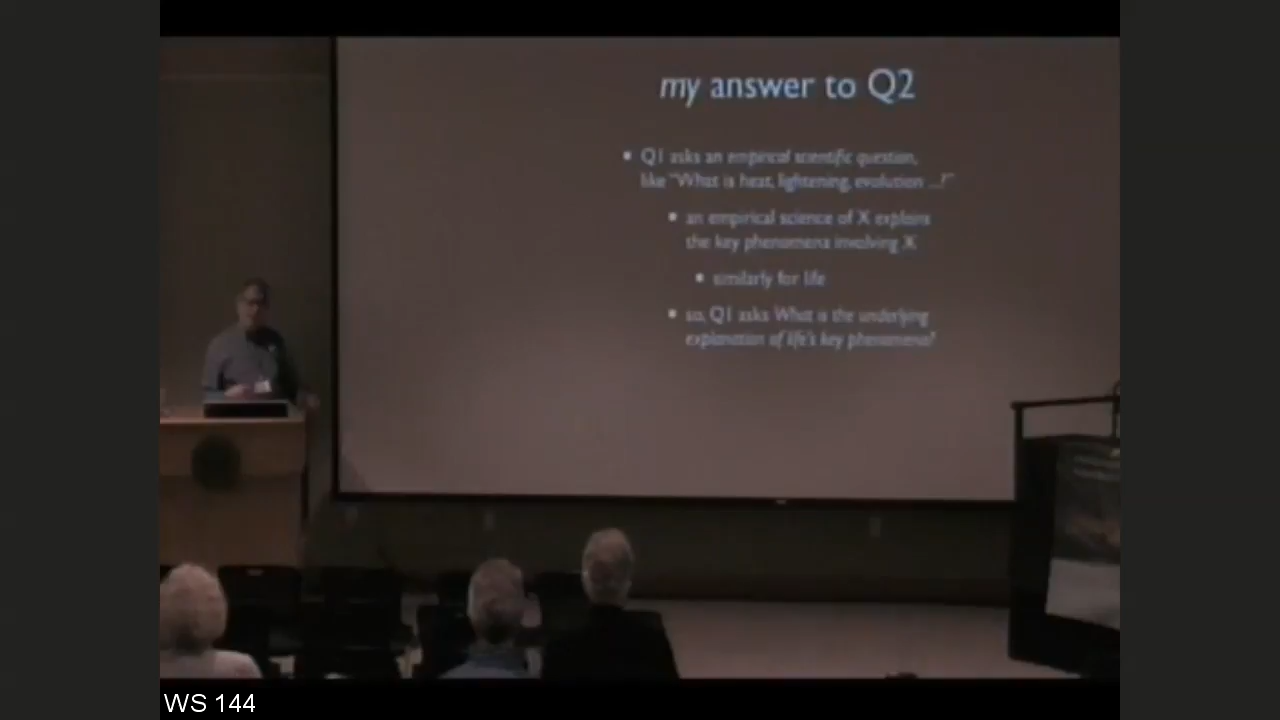 my answer to Q2
• Q1 asks an empirical scientific question,
like "What is heat, lightening, evolution ...?"
• an empirical science of X explains
the key phenomena involving X
• similarly for life
• so, Q1 asks What is the underlying
explanation of life's key phenomena?
WS 144